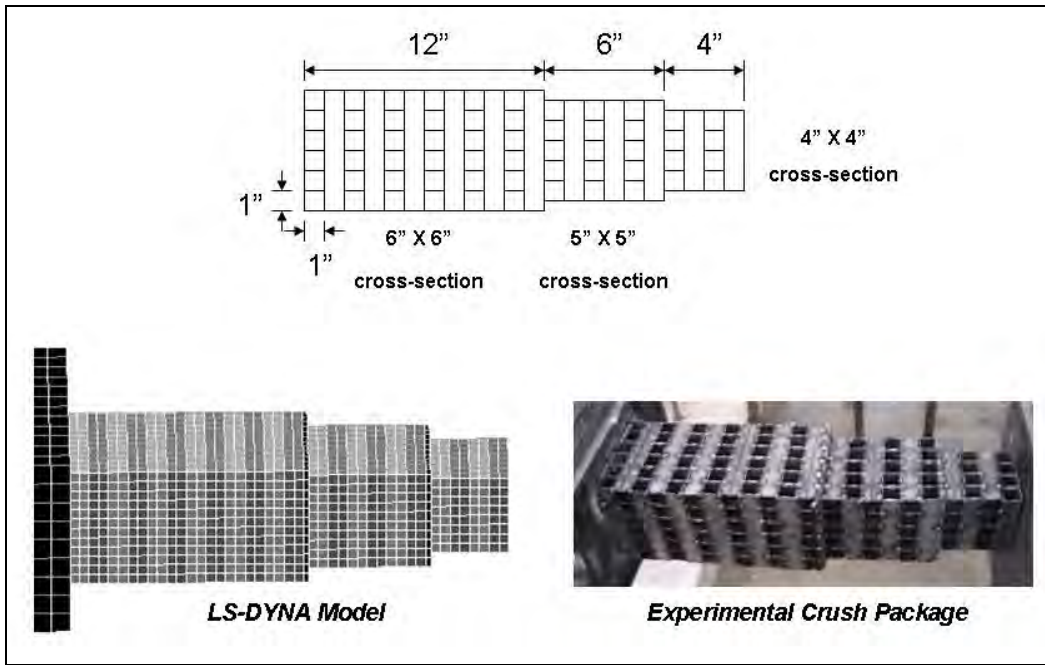 12”
6”
4”
4” X 4”
cross-section
1”
1”
6” X 6”
cross-section
5” X 5”
cross-section
LS-DYNA Model
Experimental Crush Package